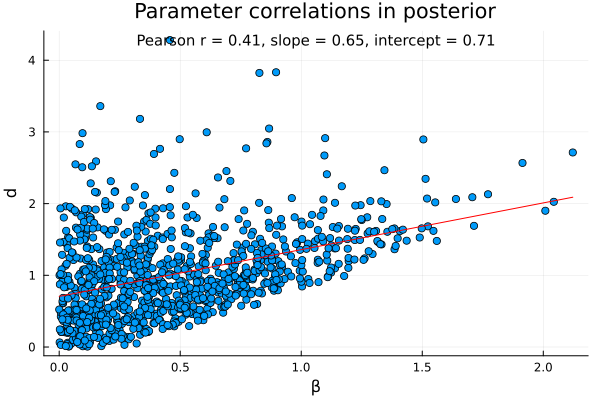 Parameter correlations in posterior
Pearson r = 0.41, slope = 0.65, intercept = 0.71
4
3
2
1
0
d
0.0 0.5 1.0 1.5 2.0
β